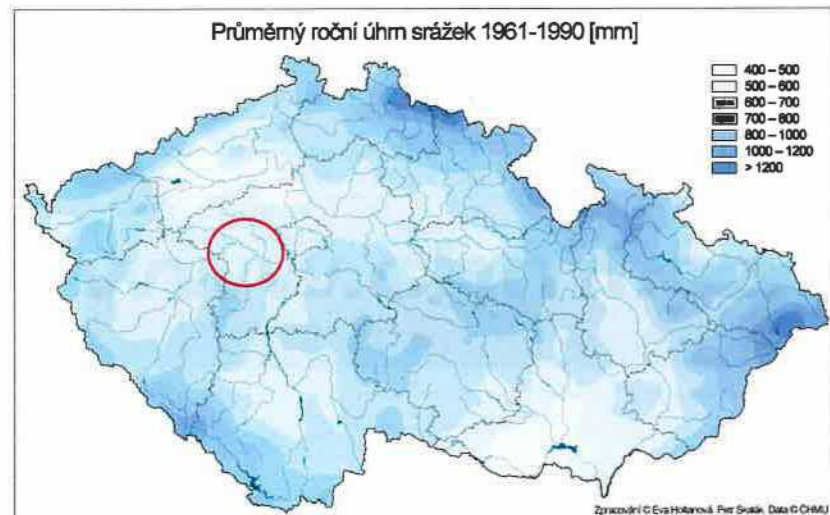 Průměrný roční úhrn srážek 1961-1990 [mm]
400 – 500
500 – 600
600 – 700
700 – 800
800 – 1000
1000 – 1200
> 1200
Zpracování © Eva Holtanová, Petr Skalák, Data © ČHMÚ